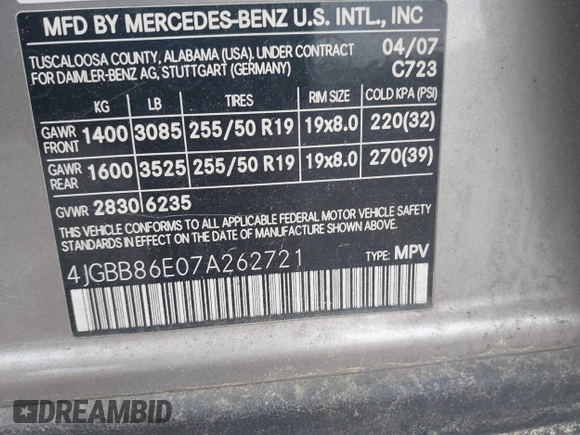 MFD BY MERCEDES-BENZ U.S. INTL., INC
TUSCALOOSA COUNTY, ALABAMA (USA), UNDER CONTRACT 04/07
FOR DAIMLER-BENZ AG, STUTTGART (GERMANY) C723
KG LB TIRES RIM SIZE COLD KPA (PSI)
GAWR FRONT 1400 3085 255/50 R19 19x8.0 220(32)
GAWR REAR 1600 3525 255/50 R19 19x8.0 270(39)
GVWR 2830 6235
THIS VEHICLE CONFORMS TO ALL APPLICABLE FEDERAL MOTOR VEHICLE SAFETY
STANDARDS IN EFFECT ON THE DATE OF MANUFACTURE SHOWN ABOVE.
4JGBB86E07A262721 TYPE: MPV
DREAMBID